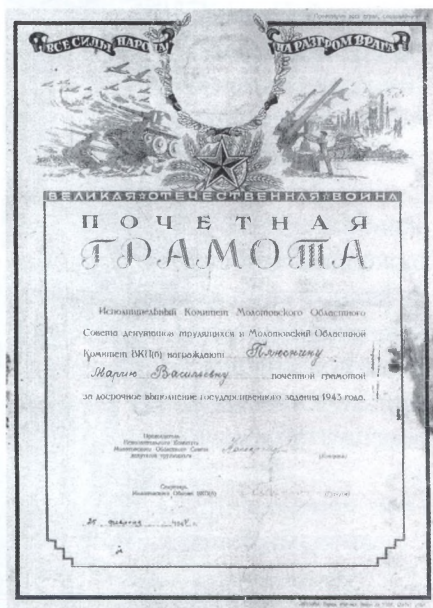 ВСЕ СИЛЫ НАРОДА
НА РАЗГРОМ ВРАГА
ВЕЛИКАЯ ОТЕЧЕСТВЕННАЯ ВОЙНА
ПОЧЕТНАЯ
ГРАМОТА
Исполнительный Комитет Молотовского Областного
Совета депутатов трудящихся и Молотовский Областной
Комитет ВКП(б) награждают
Марию Васильевну почетной грамотой
за досрочное выполнение государственного задания 1943 года.
Председатель
Исполнительного Комитета
Молотовского Областного Совета
депутатов трудящихся
Секретарь
Молотовского Обкома ВКП(б)